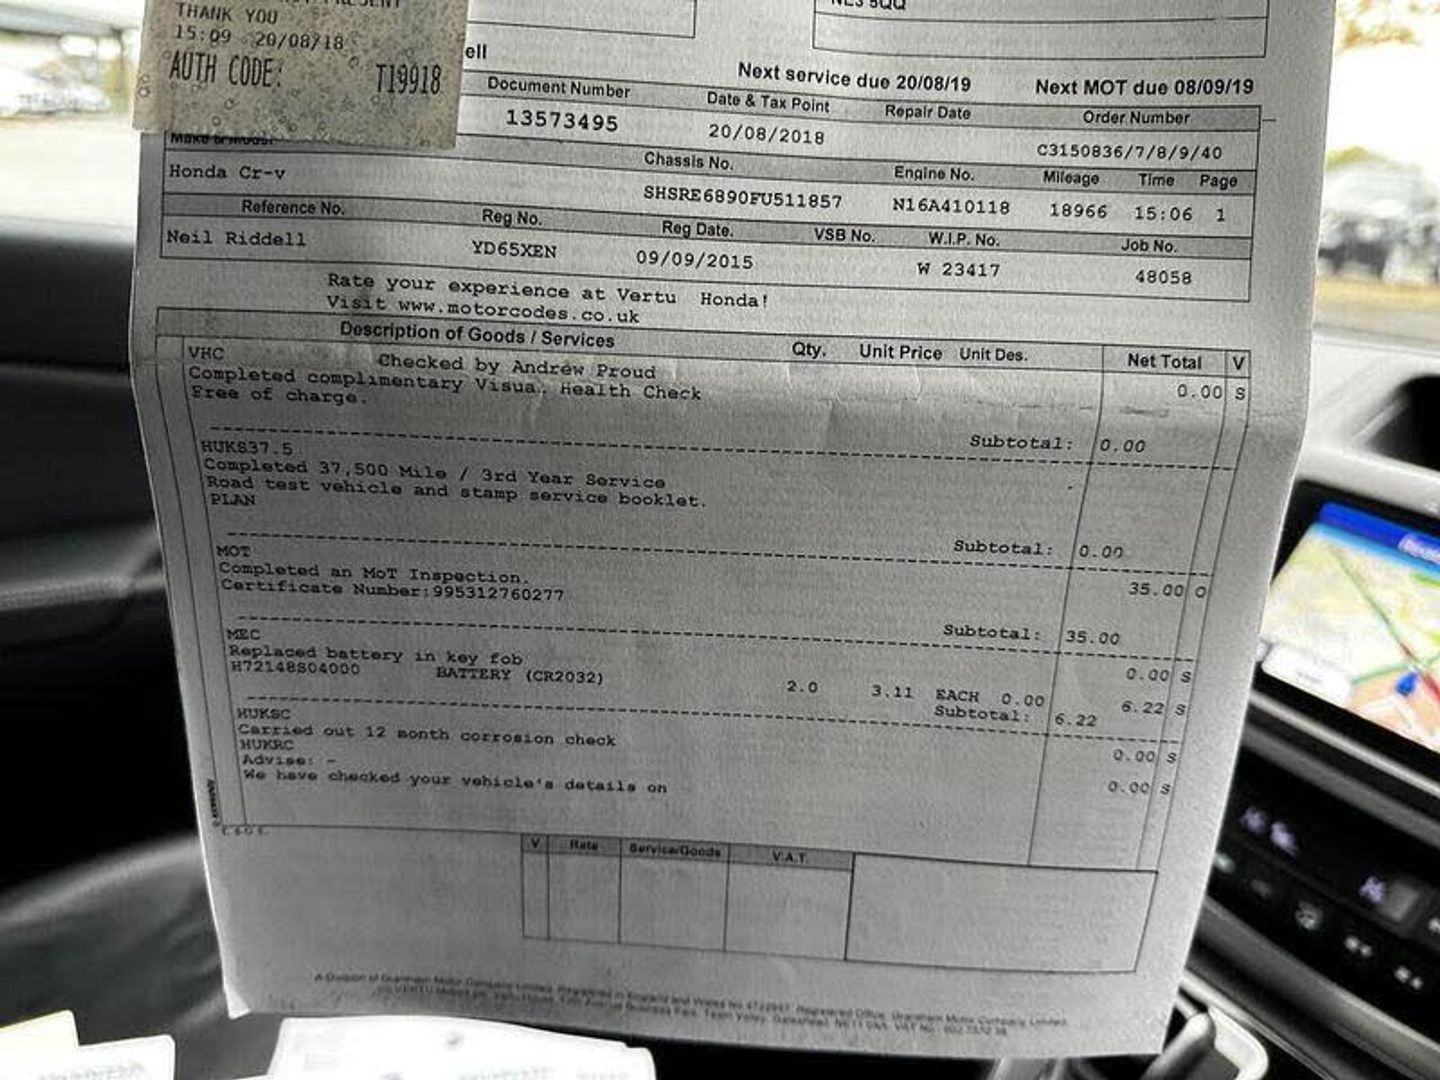 THANK YOU
15:09 20/08/18
AUTH CODE: T19918
ell
Next service due 20/08/19 Next MOT due 08/09/19
Document Number Date & Tax Point Repair Date Order Number
13573495 20/08/2018 C3150836/7/8/9/40
Make & Model Chassis No. Engine No. Mileage Time Page
Honda Cr-v SHSRE6890FU511857 N16A410118 18966 15:06 1
Reference No. Reg No. Reg Date. VSB No. W.I.P. No. Job No.
Neil Riddell YD65XEN 09/09/2015 W 23417 48058
Rate your experience at Vertu Honda!
Visit www.motorcodes.co.uk
Description of Goods / Services Qty. Unit Price Unit Des. Net Total V
VHC Checked by Andrew Proud 0.00 S
Completed complimentary Visual Health Check
Free of charge.
Subtotal: 0.00
HUKS37.5
Completed 37,500 Mile / 3rd Year Service
Road test vehicle and stamp service booklet.
PLAN
Subtotal: 0.00
MOT 35.00 O
Completed an MoT Inspection.
Certificate Number:995312760277
Subtotal: 35.00
MEC 0.00 S
Replaced battery in key fob
H72148S04000 BATTERY (CR2032) 2.0 3.11 EACH 0.00 6.22 S
Subtotal: 6.22
HUKSC 0.00 S
Carried out 12 month corrosion check
HUKRC 0.00 S
Advise: -
We have checked your vehicle's details on
E. & O. E.
V Rate Service/Goods V.A.T.